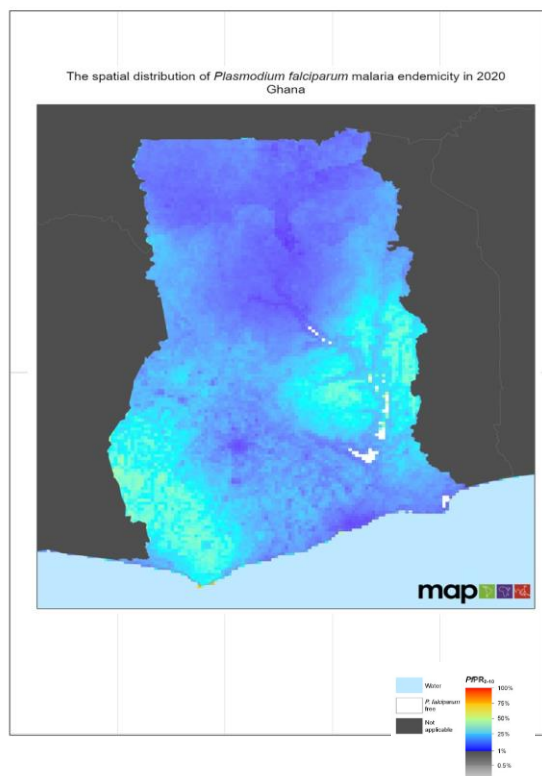 The spatial distribution of Plasmodium falciparum malaria endemicity in 2020
Ghana
map
Water
P. falciparum
free
Not
applicable
PfPR2-10
100%
75%
50%
25%
1%
0.5%